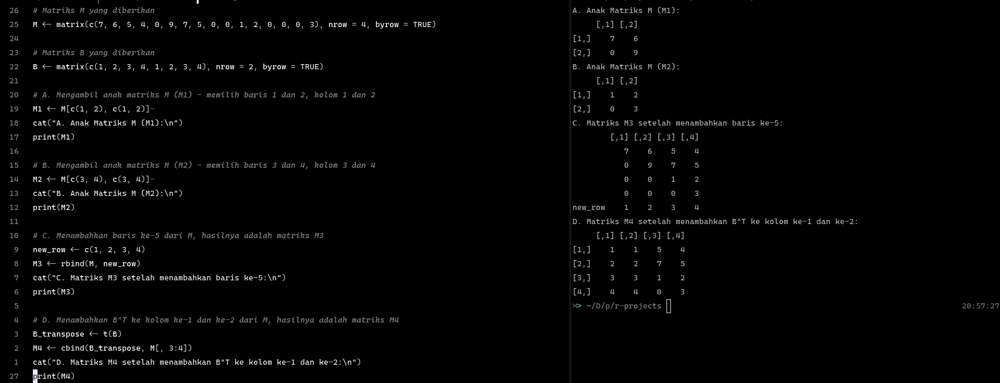 26 # Matriks M yang diberikan
25 M <- matrix(c(7, 6, 5, 4, 0, 9, 7, 5, 0, 0, 1, 2, 0, 0, 0, 3), nrow = 4, byrow = TRUE)
24
23 # Matriks B yang diberikan
22 B <- matrix(c(1, 2, 3, 4, 1, 2, 3, 4), nrow = 2, byrow = TRUE)
21
20 # A. Mengambil anak matriks M (M1) - memilih baris 1 dan 2, kolom 1 dan 2
19 M1 <- M[c(1, 2), c(1, 2)]-
18 cat("A. Anak Matriks M (M1):\n")
17 print(M1)
16
15 # B. Mengambil anak matriks M (M2) - memilih baris 3 dan 4, kolom 3 dan 4
14 M2 <- M[c(3, 4), c(3, 4)]-
13 cat("B. Anak Matriks M (M2):\n")
12 print(M2)
11
10 # C. Menambahkan baris ke-5 dari M, hasilnya adalah matriks M3
9 new_row <- c(1, 2, 3, 4)
8 M3 <- rbind(M, new_row)
7 cat("C. Matriks M3 setelah menambahkan baris ke-5:\n")
6 print(M3)
5
4 # D. Menambahkan B^T ke kolom ke-1 dan ke-2 dari M, hasilnya adalah matriks M4
3 B_transpose <- t(B)
2 M4 <- cbind(B_transpose, M[, 3:4])
1 cat("D. Matriks M4 setelah menambahkan B^T ke kolom ke-1 dan ke-2:\n")
27 print(M4)
A. Anak Matriks M (M1):
[,1] [,2]
[1,] 7 6
[2,] 0 9
B. Anak Matriks M (M2):
[,1] [,2]
[1,] 1 2
[2,] 0 3
C. Matriks M3 setelah menambahkan baris ke-5:
[,1] [,2] [,3] [,4]
7 6 5 4
0 9 7 5
0 0 1 2
0 0 0 3
new_row 1 2 3 4
D. Matriks M4 setelah menambahkan B^T ke kolom ke-1 dan ke-2:
[,1] [,2] [,3] [,4]
[1,] 1 1 5 4
[2,] 2 2 7 5
[3,] 3 3 1 2
[4,] 4 4 0 3
⋊> ~/D/p/r-projects 20:57:27